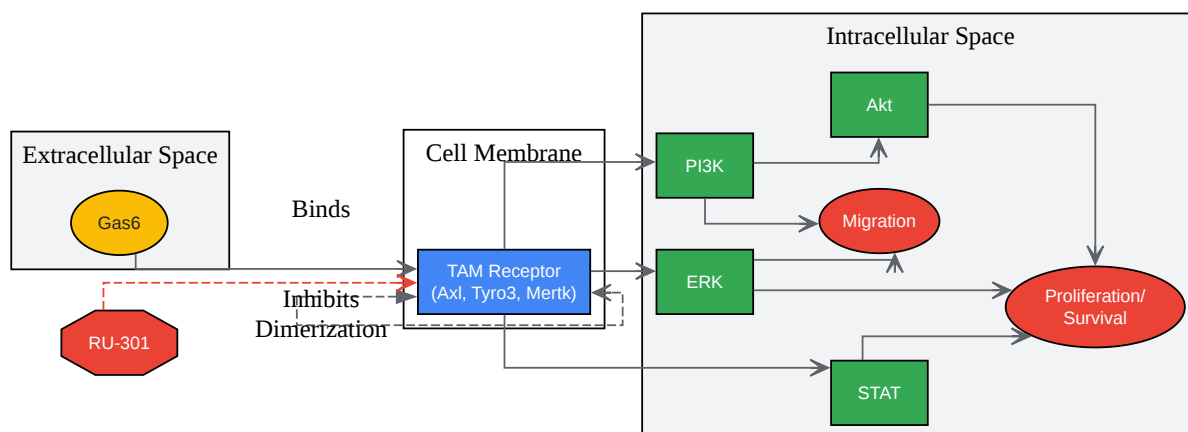 Intracellular Space
Akt
Extracellular Space
Cell Membrane
PI3K
Gas6
Binds
Migration
TAM Receptor
(Axl, Tyro3, Mertk)
ERK
Inhibits
Dimerization
Proliferation/
Survival
RU-301
STAT